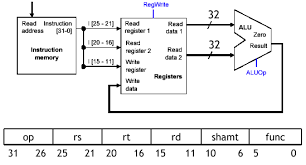 RegWrite
Read address
Instruction [31-0]
Instruction memory
I [25 - 21]
I [20 - 16]
I [15 - 11]
Read register 1
Read register 2
Write register
Write data
Read data 1
Read data 2
Registers
32
32
ALU
Zero
Result
ALUOp
op rs rt rd shamt func
31 26 25 21 20 16 15 11 10 6 5 0